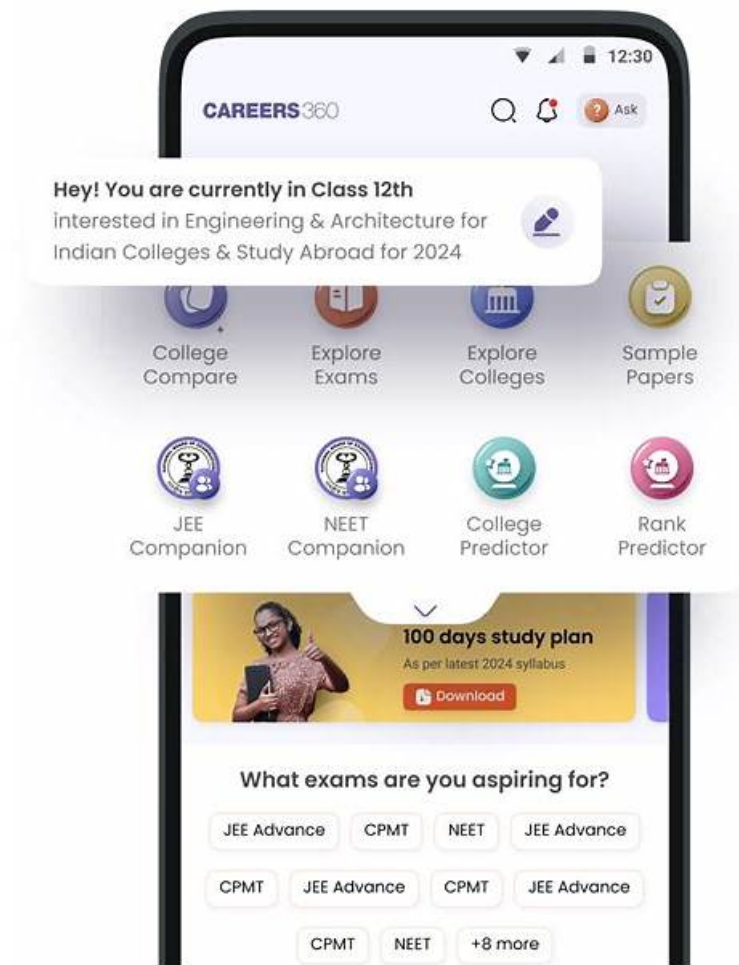 12:30
CAREERS360
Ask
Hey! You are currently in Class 12th
interested in Engineering & Architecture for
Indian Colleges & Study Abroad for 2024
College Compare
Explore Exams
Explore Colleges
Sample Papers
JEE Companion
NEET Companion
College Predictor
Rank Predictor
100 days study plan
As per latest 2024 syllabus
Download
What exams are you aspiring for?
JEE Advance CPMT NEET JEE Advance
CPMT JEE Advance CPMT JEE Advance
CPMT NEET +8 more